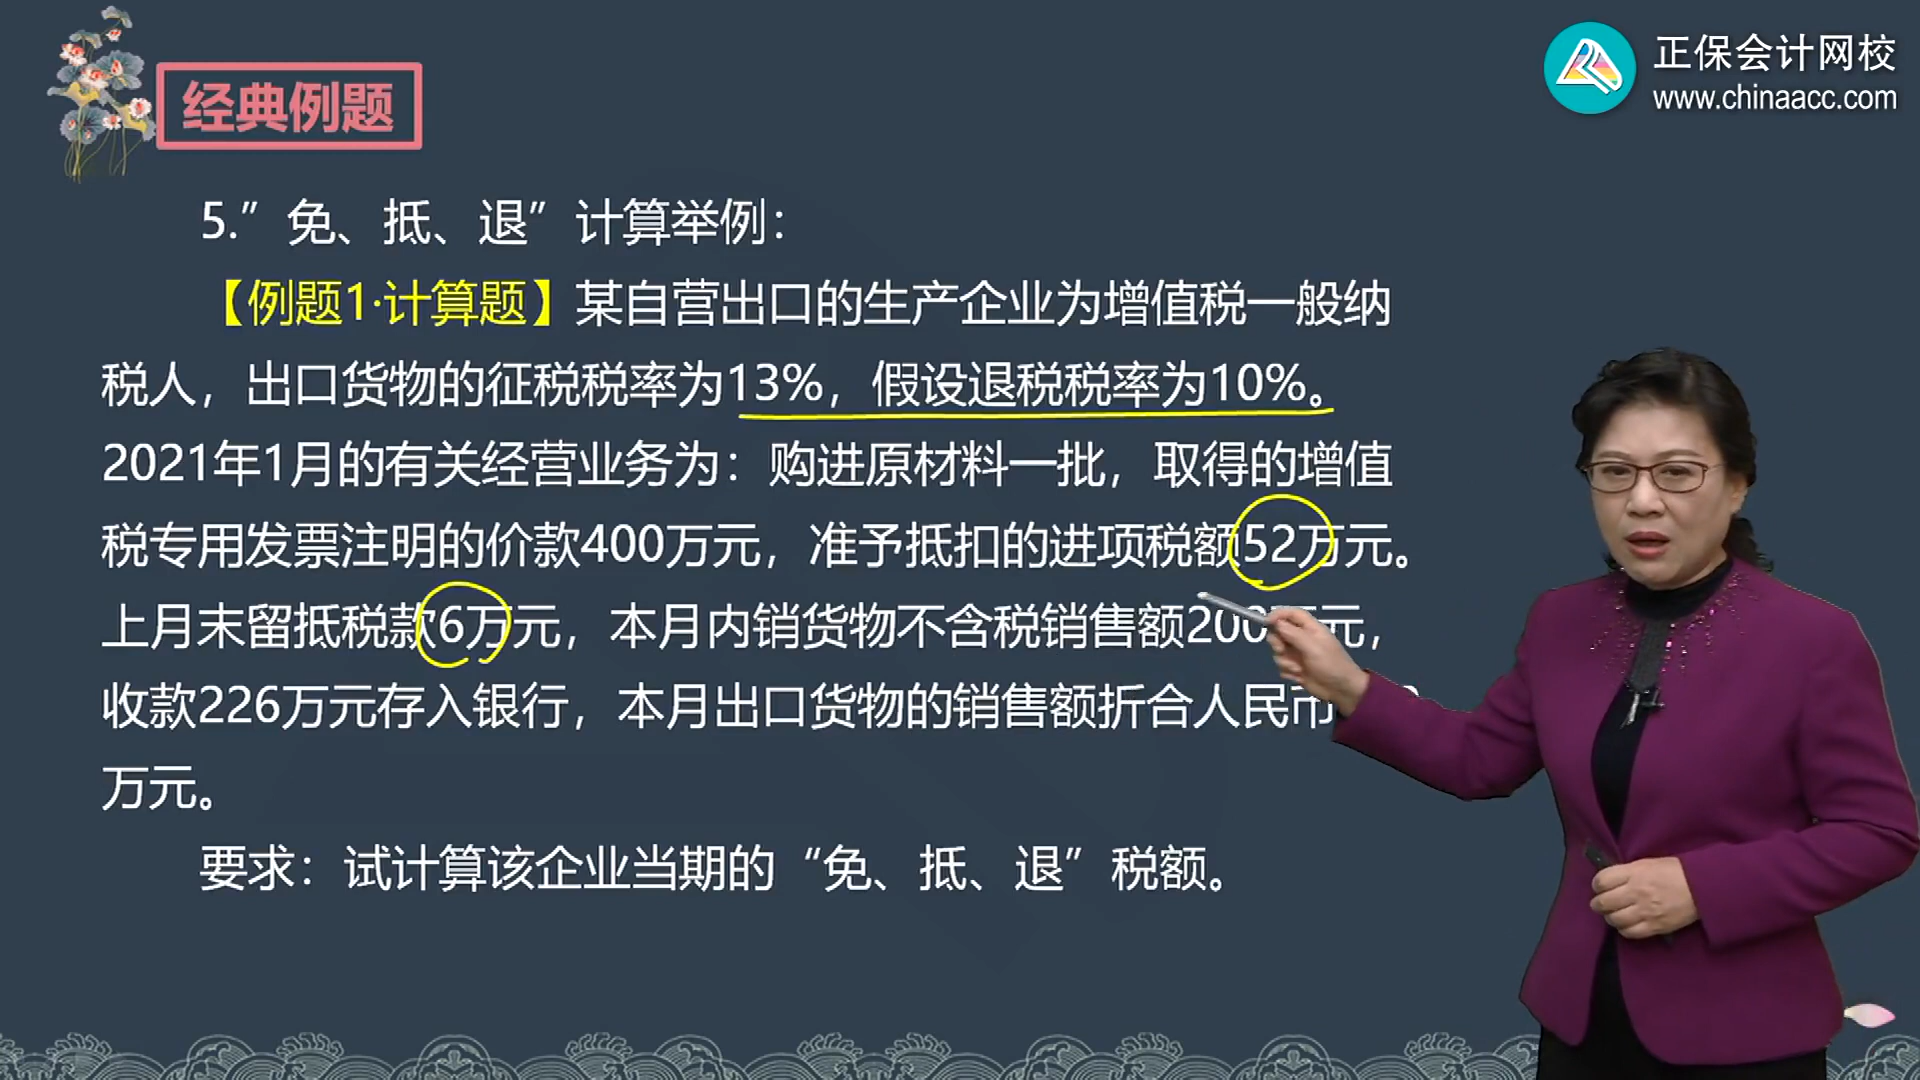 正保会计网校
www.chinaacc.com
经典例题
5.”免、抵、退”计算举例：
【例题1·计算题】某自营出口的生产企业为增值税一般纳
税人，出口货物的征税税率为13%，假设退税税率为10%。
2021年1月的有关经营业务为：购进原材料一批，取得的增值
税专用发票注明的价款400万元，准予抵扣的进项税额52万元。
上月末留抵税款6万元，本月内销货物不含税销售额200万元，
收款226万元存入银行，本月出口货物的销售额折合人民币
万元。
要求：试计算该企业当期的“免、抵、退”税额。